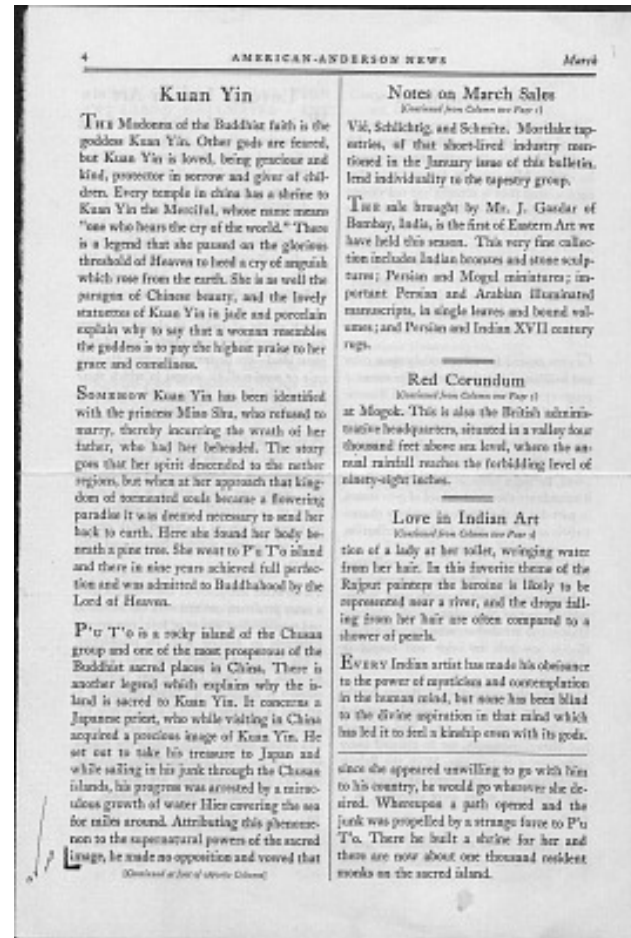 4
AMERICAN-ANDERSON NEWS
March
Kuan Yin
THE Madonna of the Buddhist faith is the
goddess Kuan Yin. Other gods are feared,
but Kuan Yin is loved, being gracious and
kind, protector in sorrow and giver of chil-
dren. Every temple in china has a shrine to
Kuan Yin the Merciful, whose name means
"one who hears the cry of the world." There
is a legend that she paused on the glorious
threshold of Heaven to heed a cry of anguish
which rose from the earth. She is as well the
paragon of Chinese beauty, and the lovely
statuettes of Kuan Yin in jade and porcelain
explain why to say that a woman resembles
the goddess is to pay the highest praise to her
grace and comeliness.
SOMEHOW Kuan Yin has been identified
with the princess Miao Shu, who refused to
marry, thereby incurring the wrath of her
father, who had her beheaded. The story
goes that her spirit descended to the nether
regions, but when at her approach that king-
dom of tormented souls became a flowering
paradise it was deemed necessary to send her
back to earth. Here she found her body be-
neath a pine tree. She went to P'u T'o island
and there in nine years achieved full perfec-
tion and was admitted to Buddhahood by the
Lord of Heaven.
P'U T'O is a rocky island of the Chusan
group and one of the most prosperous of the
Buddhist sacred places in China. There is
another legend which explains why the is-
land is sacred to Kuan Yin. It concerns a
Japanese priest, who while visiting in China
acquired a precious image of Kuan Yin. He
set out to take his treasure to Japan and
while sailing in his junk through the Chusan
islands, his progress was arrested by a mirac-
ulous growth of water lilies covering the sea
for miles around. Attributing this phenome-
non to the supernatural powers of the sacred
image, he made no opposition and vowed that
[Continued at foot of opposite Column]
Notes on March Sales
[Continued from Column two Page 1]
Vié, Schlichtig, and Schmitz. Mortlake tap-
estries, of that short-lived industry men-
tioned in the January issue of this bulletin,
lend individuality to the tapestry group.
THE sale brought by Mr. J. Gazdar of
Bombay, India, is the first of Eastern Art we
have held this season. This very fine collec-
tion includes Indian bronzes and stone sculp-
tures; Persian and Mogul miniatures; im-
portant Persian and Arabian illuminated
manuscripts, in single leaves and bound vol-
umes; and Persian and Indian XVII century
rugs.
Red Corundum
[Continued from Column one Page 2]
at Mogok. This is also the British adminis-
trative headquarters, situated in a valley four
thousand feet above sea level, where the an-
nual rainfall reaches the forbidding level of
ninety-eight inches.
Love in Indian Art
[Continued from Column two Page 3]
tion of a lady at her toilet, wringing water
from her hair. In this favorite theme of the
Rajput painters the heroine is likely to be
represented near a river, and the drops fall-
ing from her hair are often compared to a
shower of pearls.
EVERY Indian artist has made his obeisance
to the power of mysticism and contemplation
in the human mind, but none has been blind
to the divine aspiration in that mind which
has led it to feel a kinship even with its gods.
since she appeared unwilling to go with him
to his country, he would go wherever she de-
sired. Whereupon a path opened and the
junk was propelled by a strange force to P'u
T'o. There he built a shrine for her and
there are now about one thousand resident
monks on the sacred island.